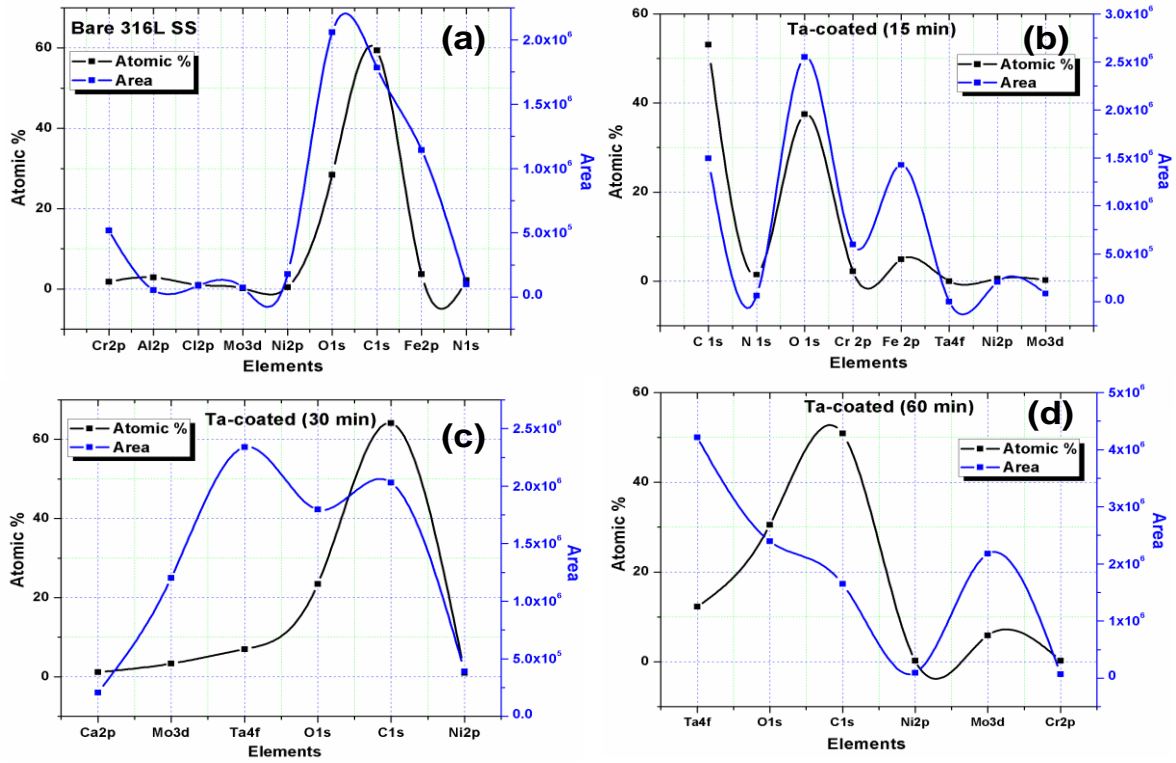 Bare 316L SS
(a)
Atomic %
Area
60
40
20
0
Atomic %
2.0x10⁶
1.5x10⁶
1.0x10⁶
5.0x10⁵
0.0
Area
Cr2p Al2p Cl2p Mo3d Ni2p O1s C1s Fe2p N1s
Elements
Ta-coated (15 min)
(b)
Atomic %
Area
60
40
20
0
Atomic %
3.0x10⁶
2.5x10⁶
2.0x10⁶
1.5x10⁶
1.0x10⁶
5.0x10⁵
0.0
Area
C 1s N 1s O 1s Cr 2p Fe 2p Ta4f Ni2p Mo3d
Elements
Ta-coated (30 min)
(c)
Atomic %
Area
60
40
20
0
Atomic %
2.5x10⁶
2.0x10⁶
1.5x10⁶
1.0x10⁶
5.0x10⁵
0.0
Area
Ca2p Mo3d Ta4f O1s C1s Ni2p
Elements
Ta-coated (60 min)
(d)
Atomic %
Area
60
40
20
0
Atomic %
5x10⁶
4x10⁶
3x10⁶
2x10⁶
1x10⁶
0
Area
Ta4f O1s C1s Ni2p Mo3d Cr2p
Elements